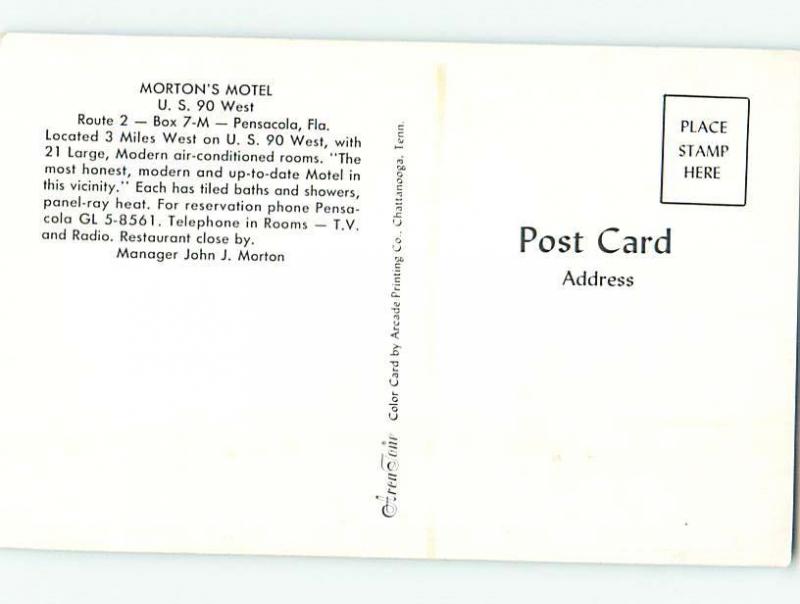 MORTON'S MOTEL
U. S. 90 West
Route 2 — Box 7-M — Pensacola, Fla.
Located 3 Miles West on U. S. 90 West, with
21 Large, Modern air-conditioned rooms. "The
most honest, modern and up-to-date Motel in
this vicinity." Each has tiled baths and showers,
panel-ray heat. For reservation phone Pensa-
cola GL 5-8561. Telephone in Rooms — T.V.
and Radio. Restaurant close by.
Manager John J. Morton
Color Card by Arcade Printing Co., Chattanooga, Tenn.
PLACE
STAMP
HERE
Post Card
Address